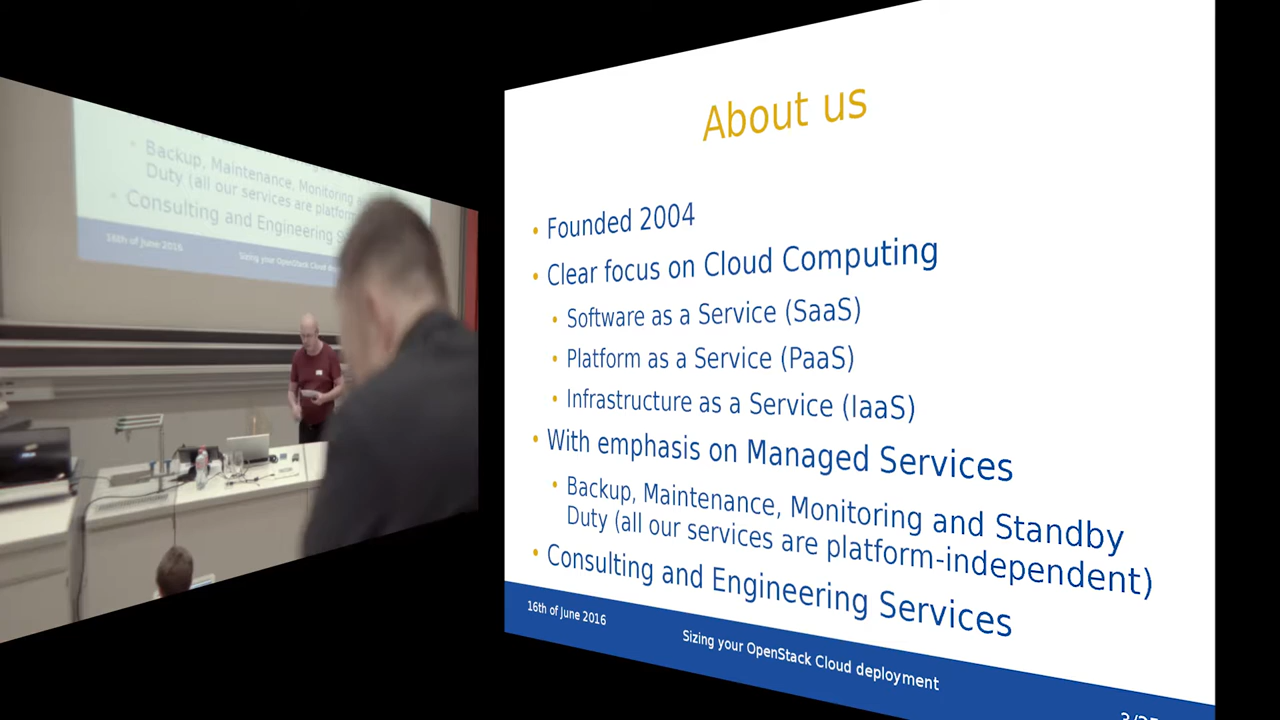 Backup, Maintenance, Monitoring
Duty (all our services are platform
Consulting and Engineering
16th of June 2016
Sizing your OpenStack Cloud
About us
Founded 2004
Clear focus on Cloud Computing
Software as a Service (SaaS)
Platform as a Service (PaaS)
Infrastructure as a Service (IaaS)
With emphasis on Managed Services
Backup, Maintenance, Monitoring and Standby
Duty (all our services are platform-independent)
Consulting and Engineering Services
16th of June 2016
Sizing your OpenStack Cloud deployment